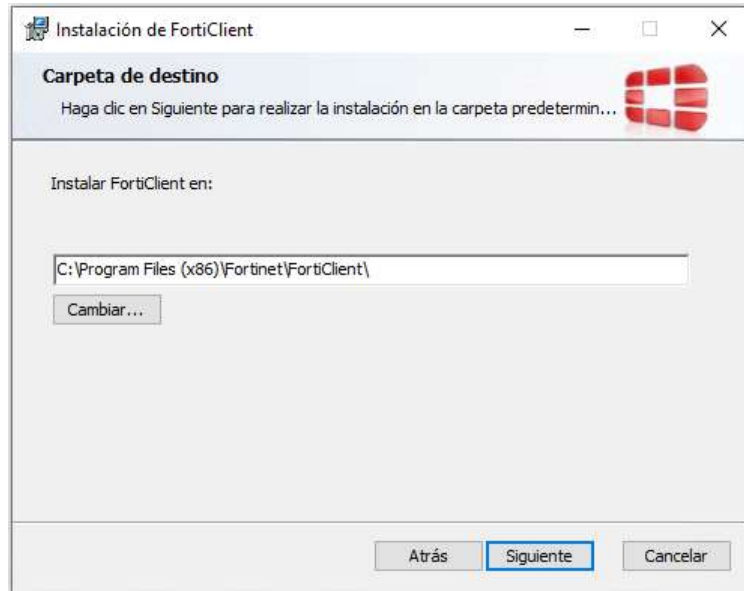 Instalación de FortiClient
Carpeta de destino
Haga clic en Siguiente para realizar la instalación en la carpeta predetermin...
Instalar FortiClient en:
C:\Program Files (x86)\Fortinet\FortiClient\
Cambiar...
Atrás Siguiente Cancelar